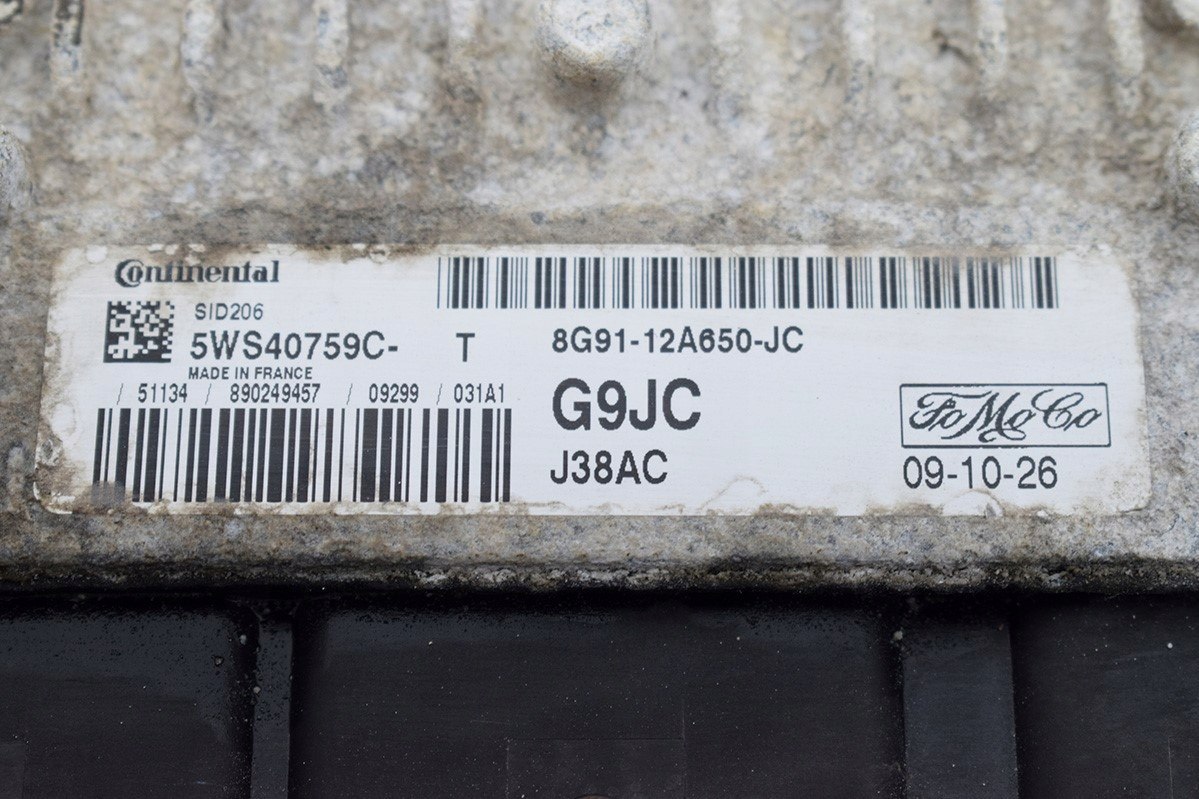 Continental
SID206
5WS40759C- T
MADE IN FRANCE
/ 51134 / 890249457 / 09299 / 031A1
8G91-12A650-JC
G9JC
J38AC
FoMoCo
09-10-26